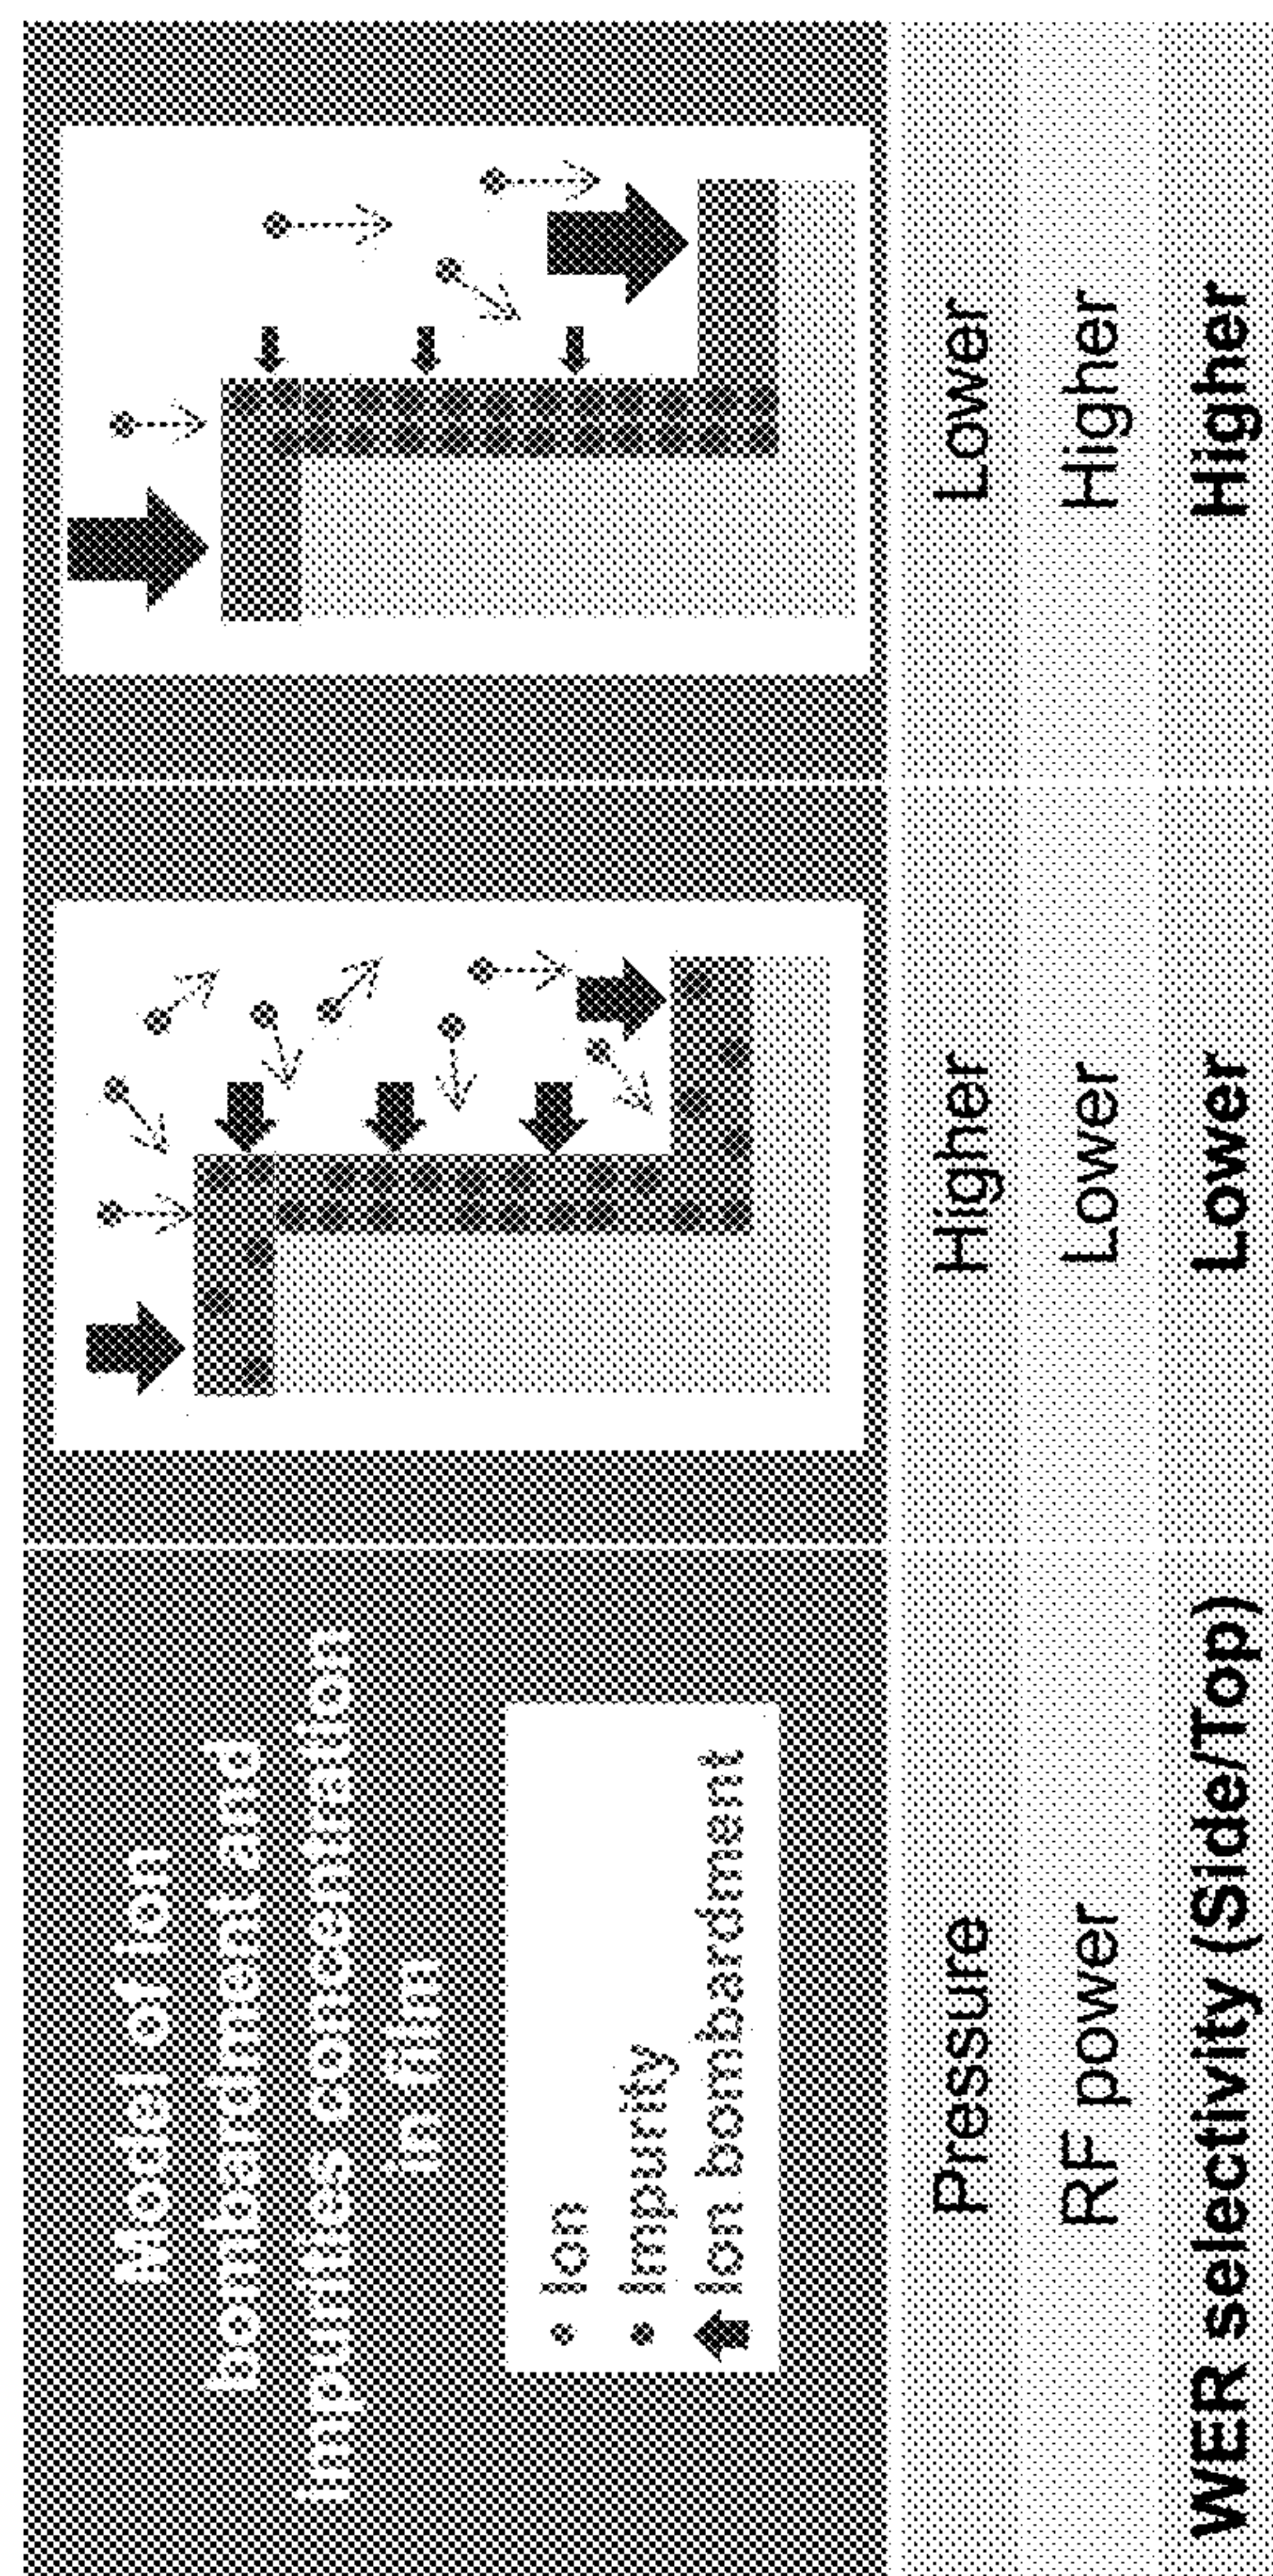 Model of ion
bombardment and
impurities concentration
in film
Ion
Impurity
Ion bombardment
Pressure
Higher
Lower
RF power
Lower
Higher
WER selectivity (Side/Top)
Lower
Higher